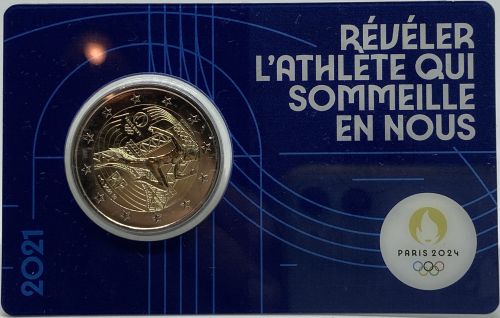 RÉVÉLER
L'ATHLÈTE QUI
SOMMEILLE
EN NOUS
2021
PARIS 2024